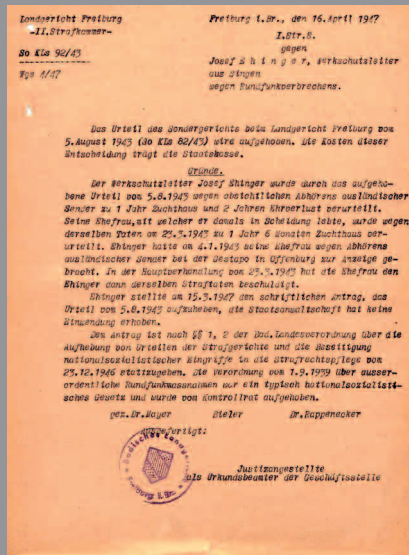 Landgericht Freiburg
-II.Strafkammer-
So KLs 92/43
Wgs 4/47
Freiburg i.Br., den 16.April 1947
I.Str.S.
gegen
Josef Ehinger, Werkschutzleiter
aus Singen
wegen Rundfunkverbrechens.
Das Urteil des Sondergerichts beim Landgericht Freiburg vom
5.August 1943 (So KLs 82/43) wird aufgehoben. Die Kosten dieser
Entscheidung trägt die Staatskasse.
Gründe.
Der Werkschutzleiter Josef Ehinger wurde durch das aufgeho-
bene Urteil vom 5.8.1943 wegen absichtlichen Abhörens ausländischer
Sender zu 1 Jahr Zuchthaus und 2 Jahren Ehrverlust verurteilt.
Seine Ehefrau, mit welcher er damals in Scheidung lebte, wurde wegen
derselben Taten am 23.3.1943 zu 1 Jahr 6 Monaten Zuchthaus ver-
urteilt. Ehinger hatte am 4.1.1943 seine Ehefrau wegen Abhörens
ausländischer Sender bei der Gestapo in Offenburg zur Anzeige ge-
bracht. In der Hauptverhandlung vom 23.3.1943 hat die Ehefrau den
Ehinger dann derselben Straftaten beschuldigt.
Ehinger stellte am 15.3.1947 den schriftlichen Antrag, das
Urteil vom 5.8.1943 aufzuheben, die Staatsanwaltschaft hat keine
Einwendung erhoben.
Dem Antrag ist nach §§ 1, 2 der Bad.Landesverordnung über die
Aufhebung von Urteilen der Strafgerichte und die Beseitigung
nationalsozialistischer Eingriffe in die Strafrechtspflege vom
23.12.1946 stattzugeben. Die Verordnung vom 1.9.1939 über ausser-
ordentliche Rundfunkmassnahmen war ein typisch nationalsozialisti-
sches Gesetz und wurde vom Kontrollrat aufgehoben.
gez.Dr.Mayer Bieler Dr.Rappenecker
Ausgefertigt:
Badisches Landger
Freiburg i. Br.
Justizangestellte
als Urkundsbeamter der Geschäftsstelle